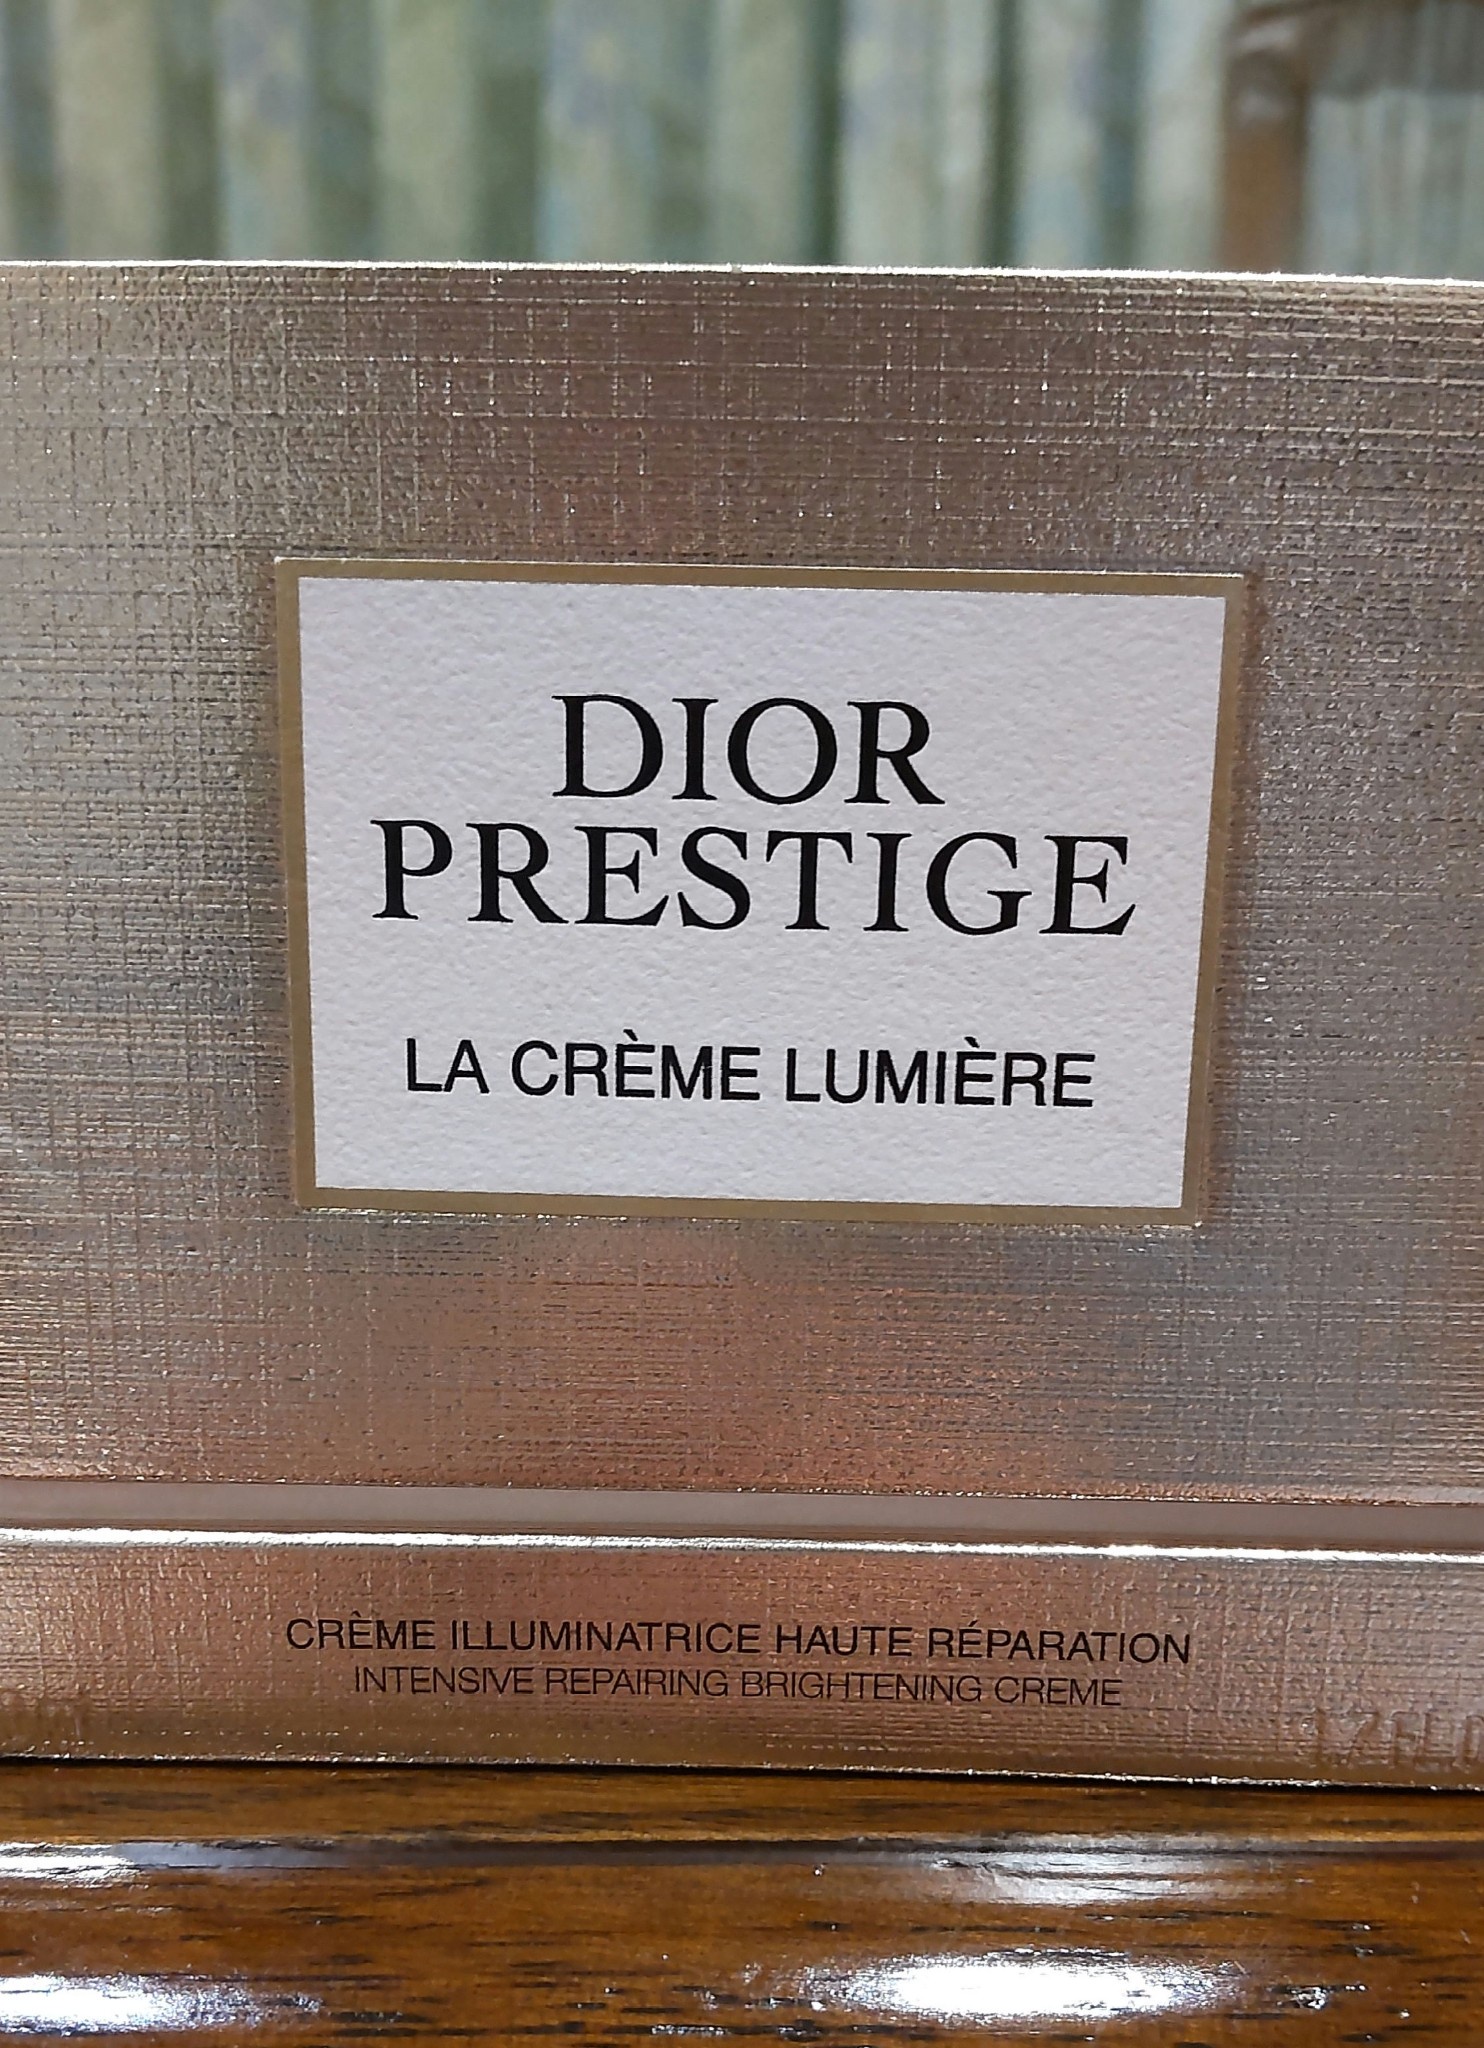 DIOR
PRESTIGE
LA CRÈME LUMIÈRE
CRÈME ILLUMINATRICE HAUTE RÉPARATION
INTENSIVE REPAIRING BRIGHTENING CREME